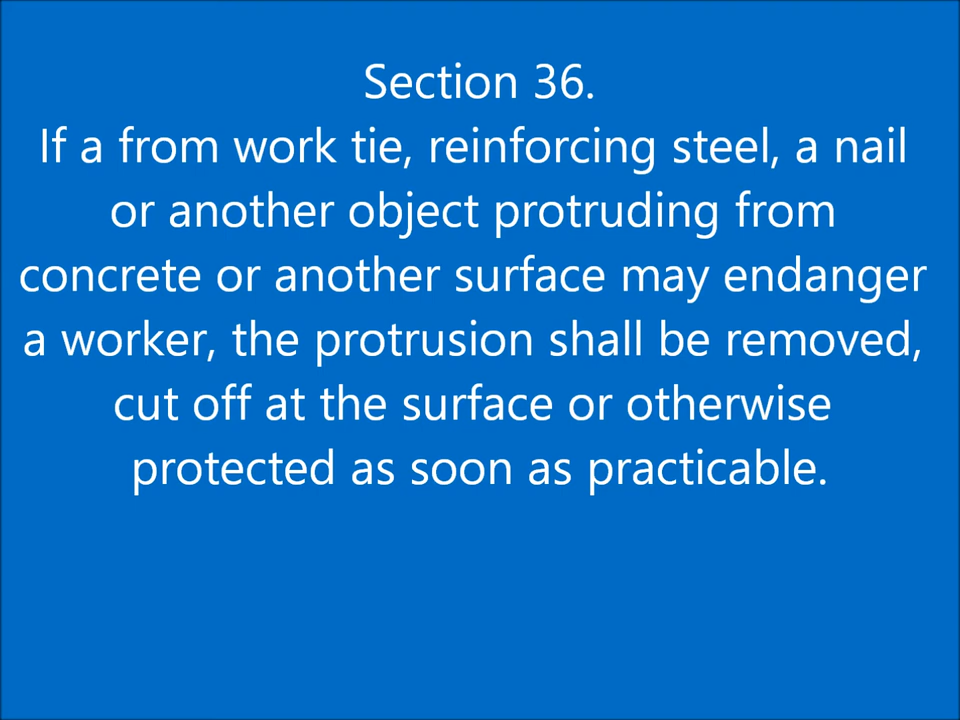 Section 36.
If a from work tie, reinforcing steel, a nail
or another object protruding from
concrete or another surface may endanger
a worker, the protrusion shall be removed,
cut off at the surface or otherwise
protected as soon as practicable.